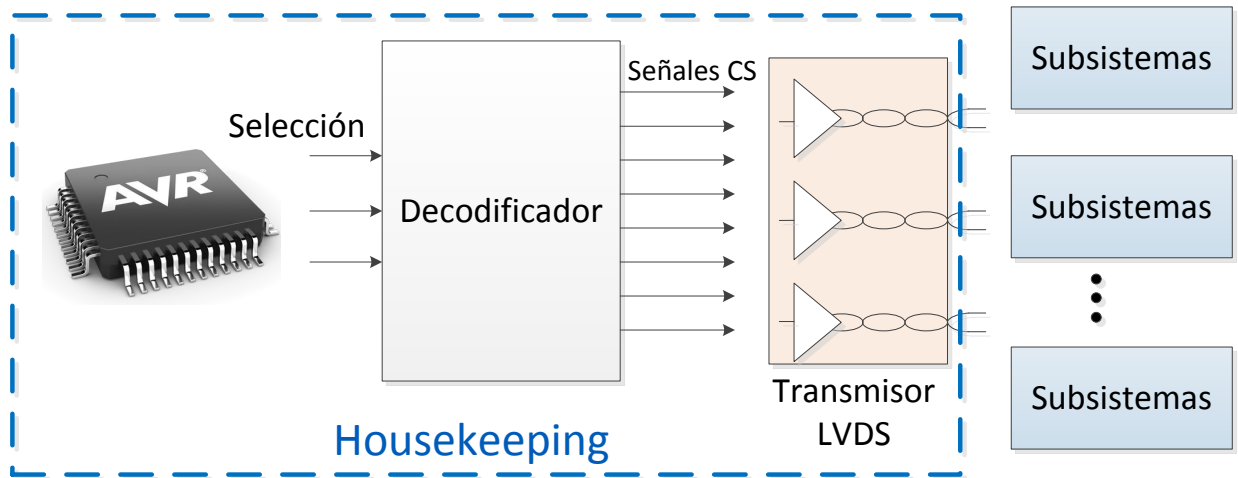 Señales CS
Selección
AVR®
Decodificador
Transmisor
LVDS
Housekeeping
Subsistemas
Subsistemas
Subsistemas